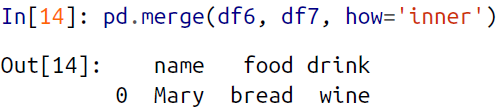 In[14]: pd.merge(df6, df7, how='inner')
Out[14]: name food drink
0 Mary bread wine